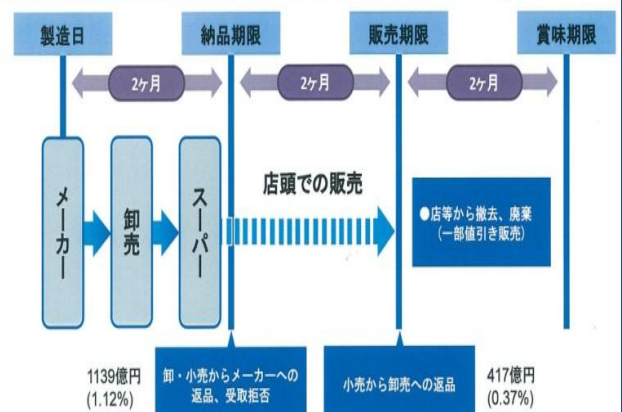 製造日
納品期限
販売期限
賞味期限
2ヶ月
2ヶ月
2ヶ月
メーカー
卸売
スーパー
店頭での販売
●店等から撤去、廃棄
(一部値引き販売)
1139億円
(1.12%)
卸・小売からメーカーへの
返品、受取拒否
小売から卸売への返品
417億円
(0.37%)